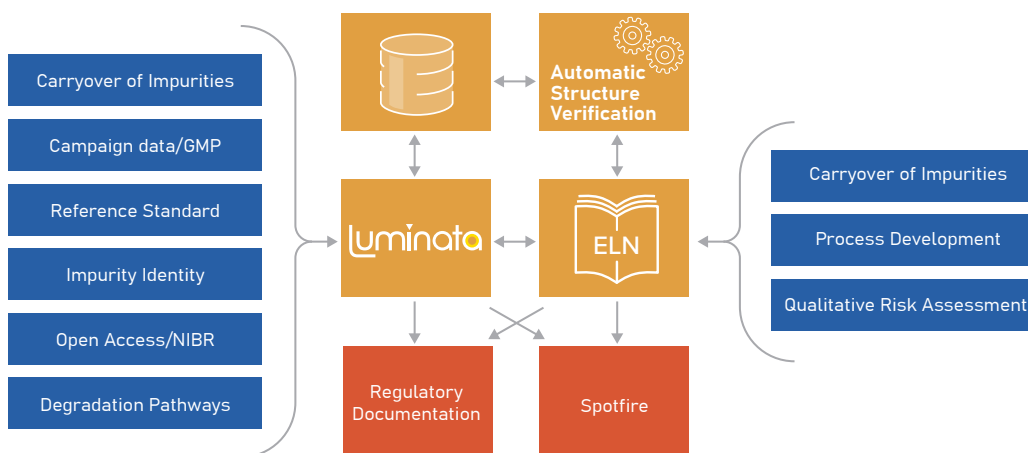 Carryover of Impurities
Campaign data/GMP
Reference Standard
Impurity Identity
Open Access/NIBR
Degradation Pathways
Automatic
Structure
Verification
Luminata
ELN
Regulatory
Documentation
Spotfire
Carryover of Impurities
Process Development
Qualitative Risk Assessment